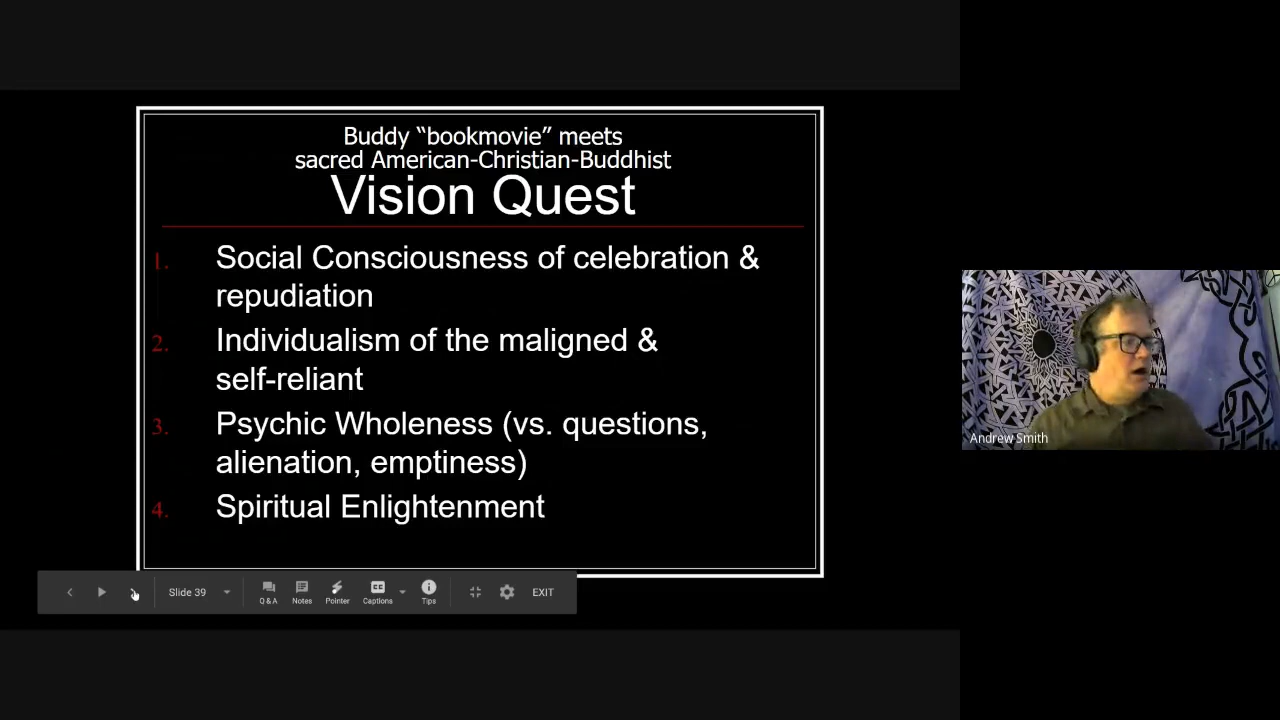 Buddy “bookmovie” meets
sacred American-Christian-Buddhist
Vision Quest
1. Social Consciousness of celebration &
repudiation
2. Individualism of the maligned &
self-reliant
3. Psychic Wholeness (vs. questions,
alienation, emptiness)
4. Spiritual Enlightenment
Slide 39
Q & A
Notes
Pointer
CC
Captions
Tips
EXIT
Andrew Smith